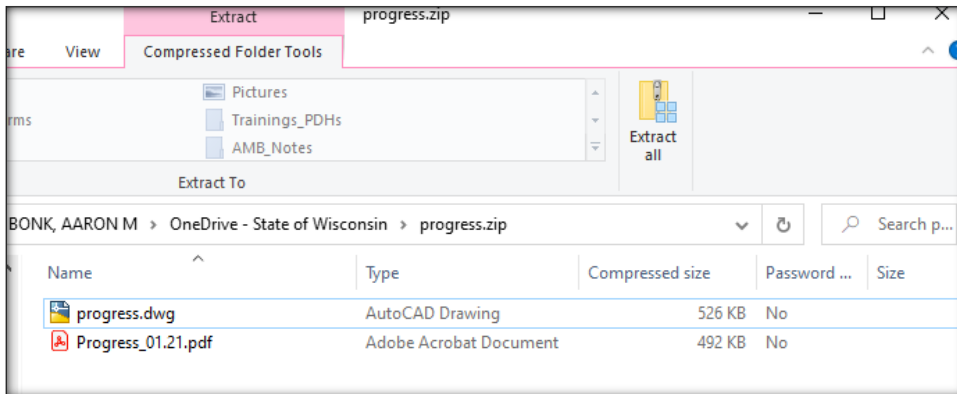 Extract progress.zip
are View Compressed Folder Tools
Pictures
rms Trainings_PDHs
AMB_Notes
Extract all
Extract To
BONK, AARON M > OneDrive - State of Wisconsin > progress.zip Search p...
Name Type Compressed size Password ... Size
progress.dwg AutoCAD Drawing 526 KB No
Progress_01.21.pdf Adobe Acrobat Document 492 KB No